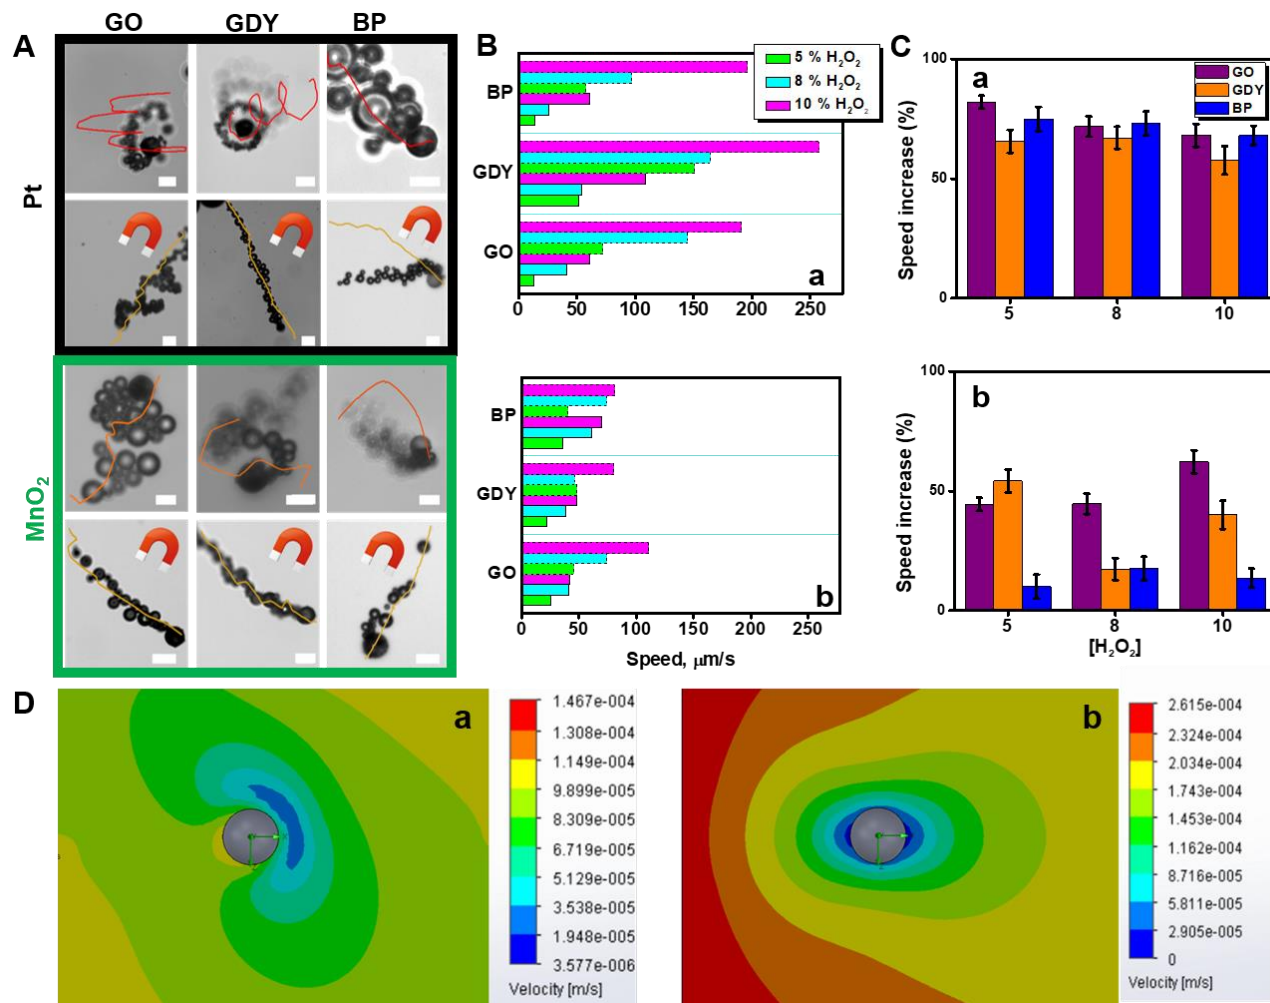 GO GDY BP
A
Pt
MnO₂
B
5 % H₂O₂
8 % H₂O₂
10 % H₂O₂
BP
GDY
GO
a
0 50 100 150 200 250
BP
GDY
GO
b
0 50 100 150 200 250
Speed, μm/s
C
100
50
0
Speed increase (%)
a
GO
GDY
BP
5 8 10
100
50
0
Speed increase (%)
b
5 8 10
[H₂O₂]
D
a
1.467e-004
1.308e-004
1.149e-004
9.899e-005
8.309e-005
6.719e-005
5.129e-005
3.538e-005
1.948e-005
3.577e-006
Velocity [m/s]
b
2.615e-004
2.324e-004
2.034e-004
1.743e-004
1.453e-004
1.162e-004
8.716e-005
5.811e-005
2.905e-005
0
Velocity [m/s]